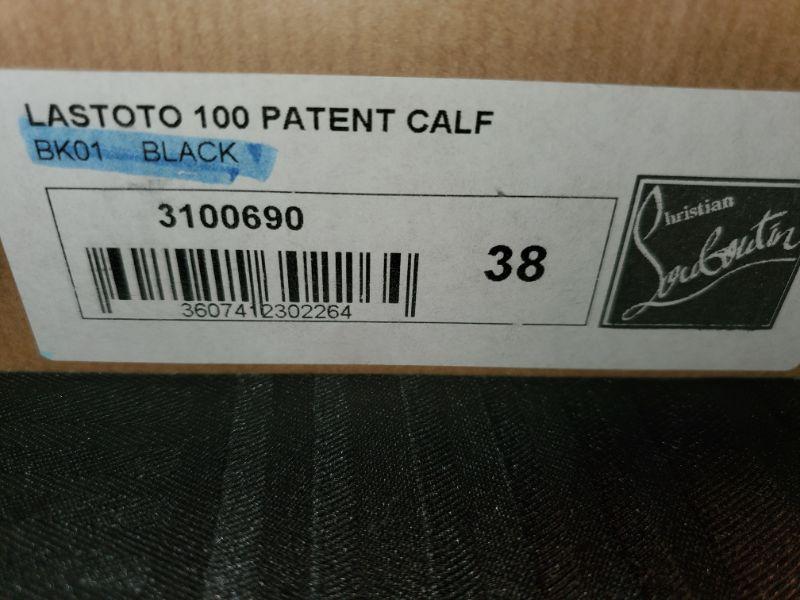 LASTOTO 100 PATENT CALF
BK01 BLACK
3100690
38
3607412302264
Christian
Louboutin